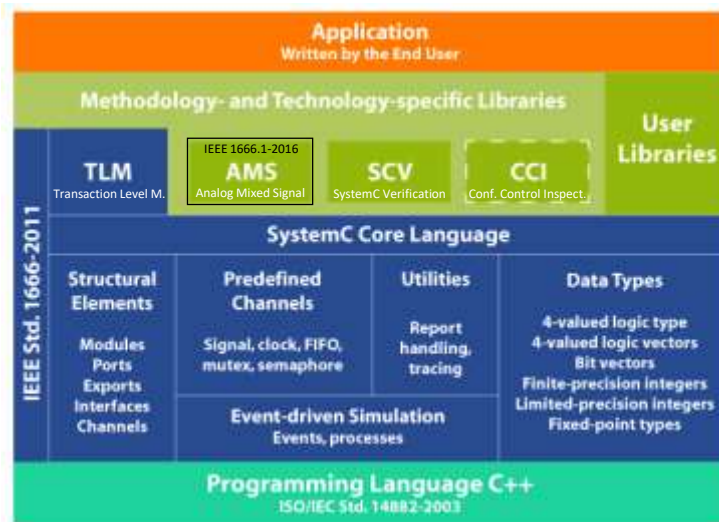 Application
Written by the End User
Methodology- and Technology-specific Libraries
User
Libraries
IEEE 1666.1-2016
TLM
Transaction Level M.
AMS
Analog Mixed Signal
SCV
SystemC Verification
CCI
Conf. Control Inspect.
IEEE Std. 1666-2011
SystemC Core Language
Structural
Elements
Modules
Ports
Exports
Interfaces
Channels
Predefined
Channels
Signal, clock, FIFO,
mutex, semaphore
Utilities
Report
handling,
tracing
Data Types
4-valued logic type
4-valued logic vectors
Bit vectors
Finite-precision integers
Limited-precision integers
Fixed-point types
Event-driven Simulation
Events, processes
Programming Language C++
ISO/IEC Std. 14882-2003